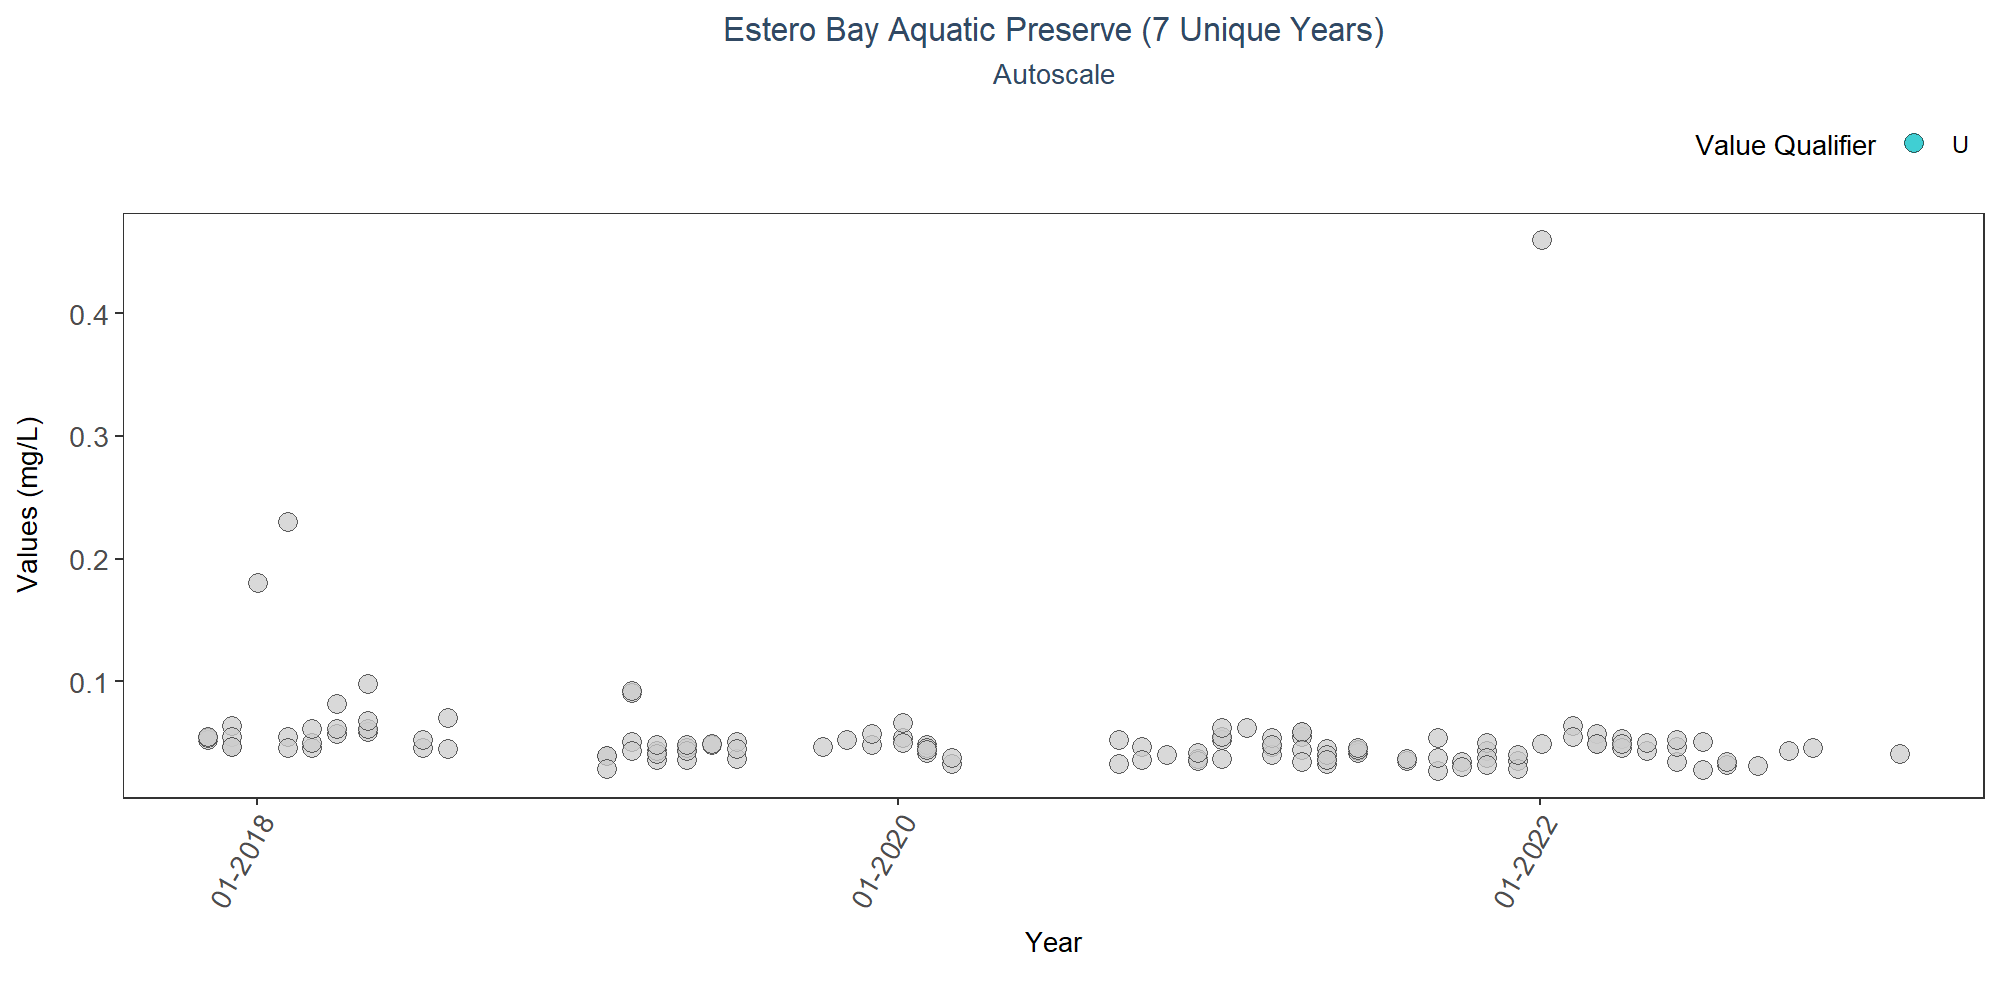 Estero Bay Aquatic Preserve (7 Unique Years)
Autoscale
Value Qualifier U
Values (mg/L)
0.4
0.3
0.2
0.1
01-2018 01-2020 01-2022
Year